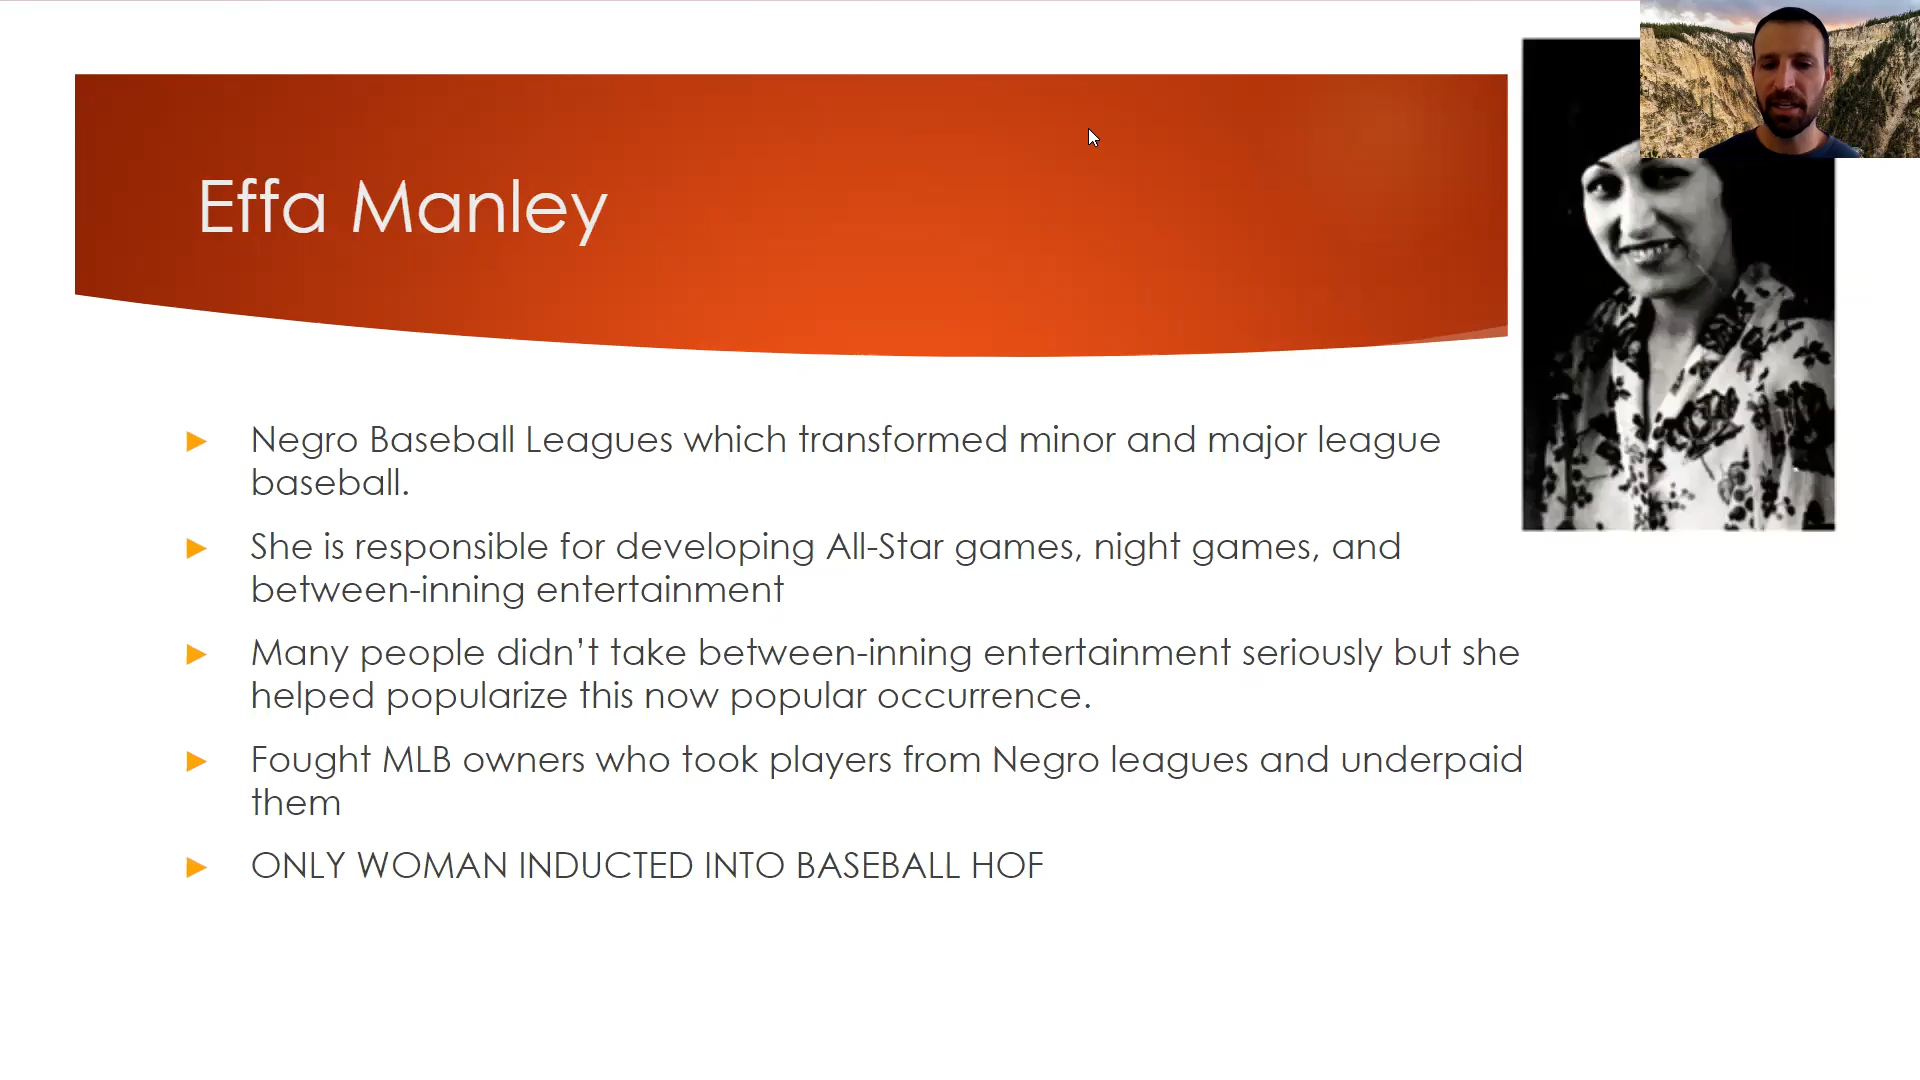 Effa Manley
Negro Baseball Leagues which transformed minor and major league
baseball.
She is responsible for developing All-Star games, night games, and
between-inning entertainment
Many people didn’t take between-inning entertainment seriously but she
helped popularize this now popular occurrence.
Fought MLB owners who took players from Negro leagues and underpaid
them
ONLY WOMAN INDUCTED INTO BASEBALL HOF